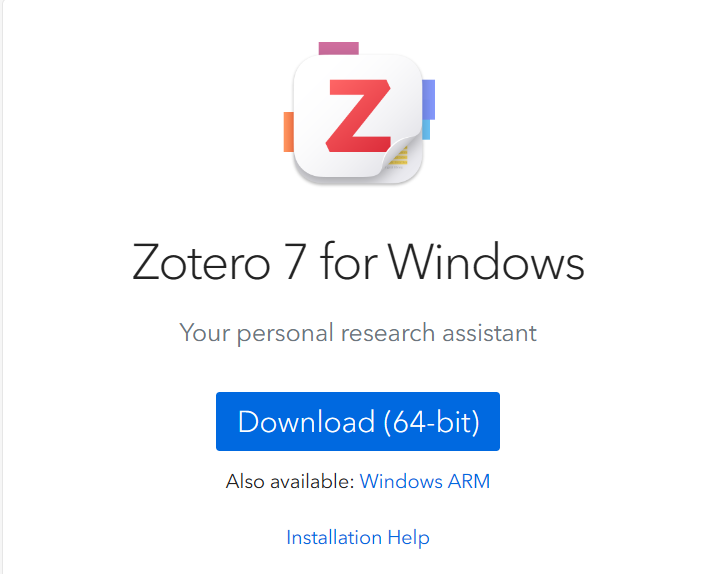 Z
Zotero 7 for Windows
Your personal research assistant
Download (64-bit)
Also available: Windows ARM
Installation Help